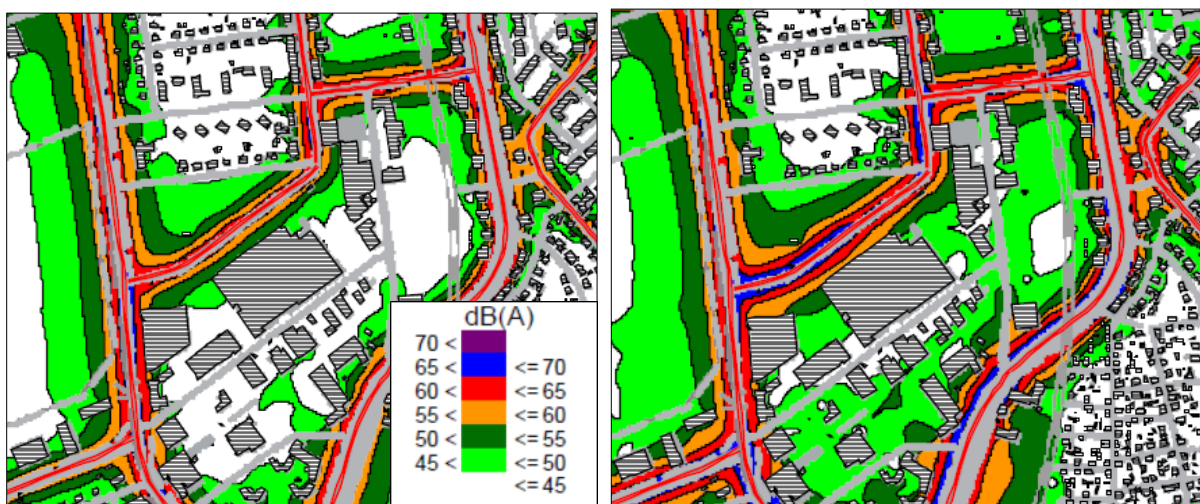 dB(A)
70 <
65 < <= 70
60 < <= 65
55 < <= 60
50 < <= 55
45 < <= 50
<= 45